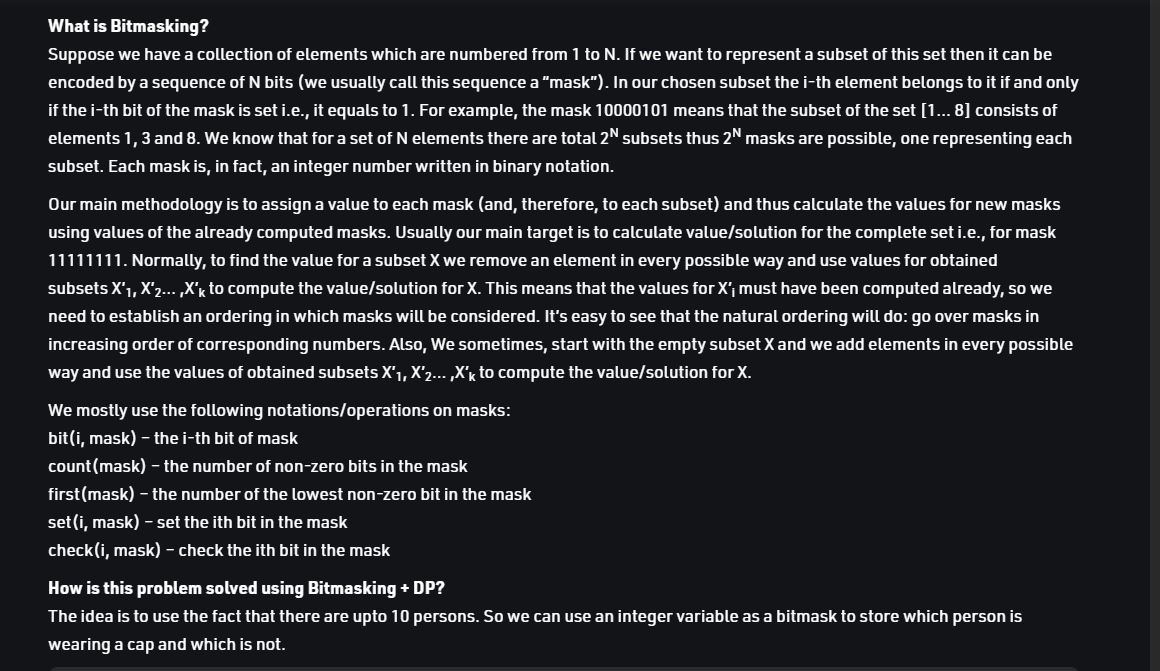 What is Bitmasking?
Suppose we have a collection of elements which are numbered from 1 to N. If we want to represent a subset of this set then it can be
encoded by a sequence of N bits (we usually call this sequence a “mask”). In our chosen subset the i-th element belongs to it if and only
if the i-th bit of the mask is set i.e., it equals to 1. For example, the mask 10000101 means that the subset of the set [1… 8] consists of
elements 1, 3 and 8. We know that for a set of N elements there are total 2ᴺ subsets thus 2ᴺ masks are possible, one representing each
subset. Each mask is, in fact, an integer number written in binary notation.
Our main methodology is to assign a value to each mask (and, therefore, to each subset) and thus calculate the values for new masks
using values of the already computed masks. Usually our main target is to calculate value/solution for the complete set i.e., for mask
11111111. Normally, to find the value for a subset X we remove an element in every possible way and use values for obtained
subsets X’₁, X’₂… ,X’ₖ to compute the value/solution for X. This means that the values for X’ᵢ must have been computed already, so we
need to establish an ordering in which masks will be considered. It's easy to see that the natural ordering will do: go over masks in
increasing order of corresponding numbers. Also, We sometimes, start with the empty subset X and we add elements in every possible
way and use the values of obtained subsets X’₁, X’₂… ,X’ₖ to compute the value/solution for X.
We mostly use the following notations/operations on masks:
bit(i, mask) – the i-th bit of mask
count(mask) – the number of non-zero bits in the mask
first(mask) – the number of the lowest non-zero bit in the mask
set(i, mask) – set the ith bit in the mask
check(i, mask) – check the ith bit in the mask
How is this problem solved using Bitmasking + DP?
The idea is to use the fact that there are upto 10 persons. So we can use an integer variable as a bitmask to store which person is
wearing a cap and which is not.